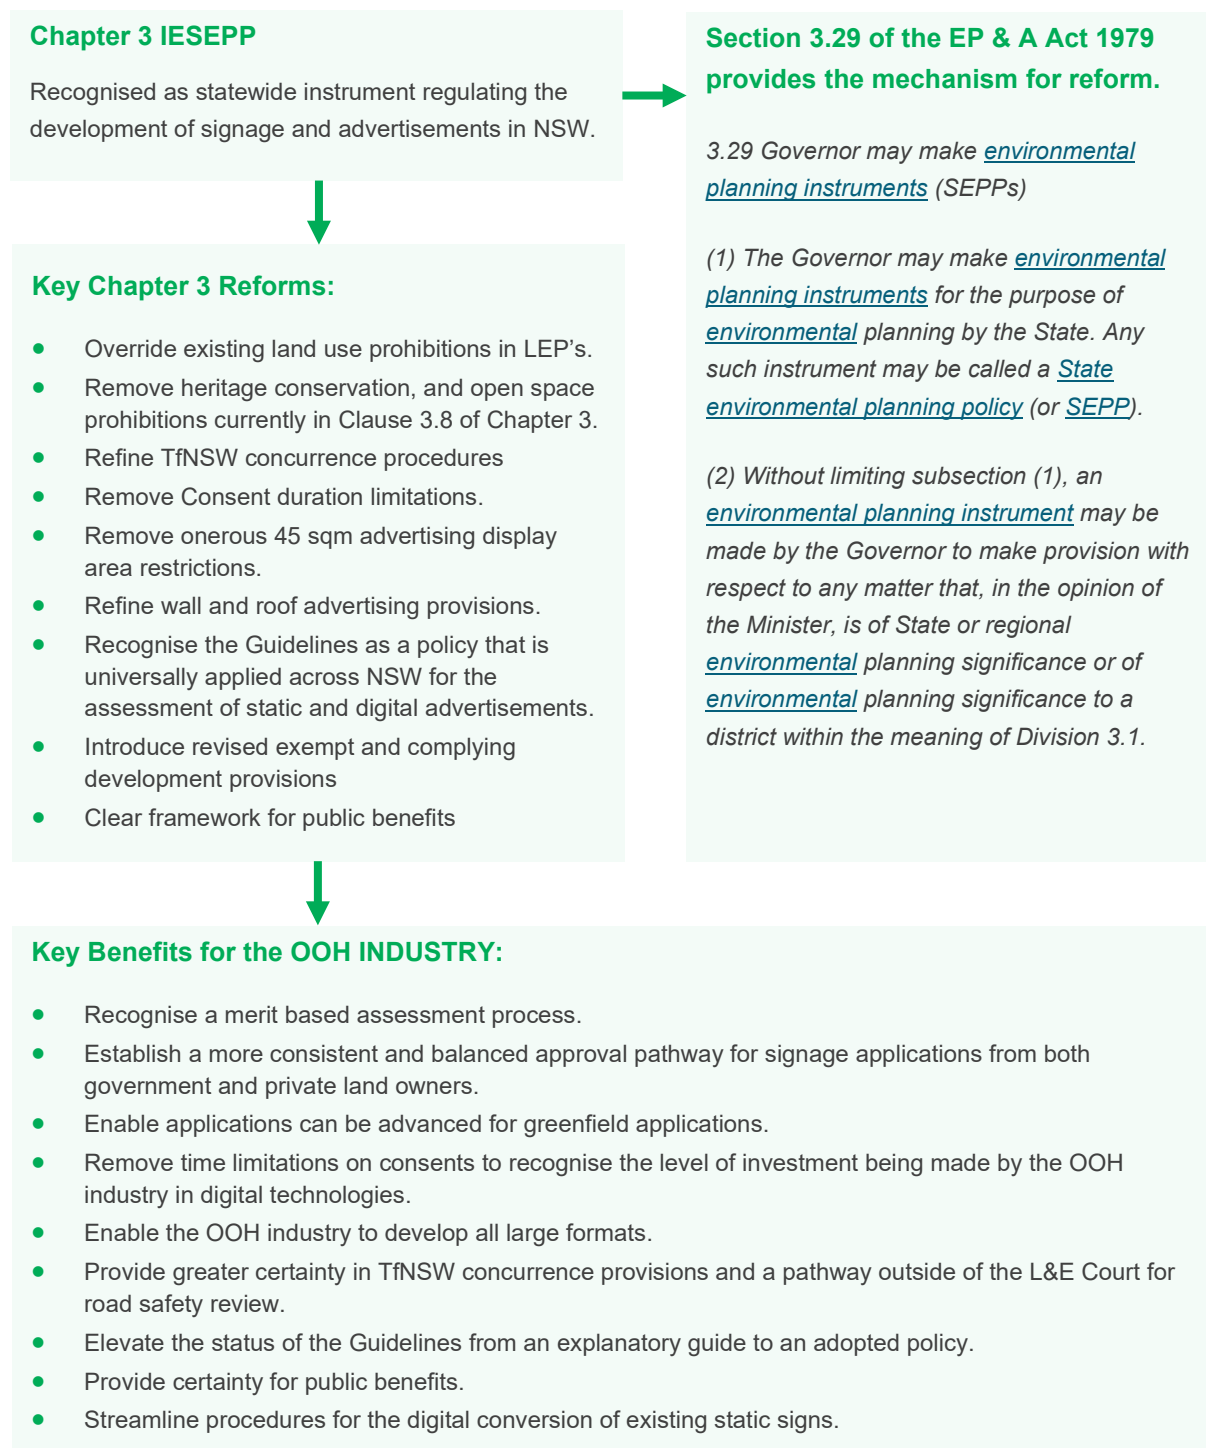 Chapter 3 IESEPP
Recognised as statewide instrument regulating the
development of signage and advertisements in NSW.
Section 3.29 of the EP & A Act 1979
provides the mechanism for reform.
3.29 Governor may make environmental
planning instruments (SEPPs)
(1) The Governor may make environmental
planning instruments for the purpose of
environmental planning by the State. Any
such instrument may be called a State
environmental planning policy (or SEPP).
(2) Without limiting subsection (1), an
environmental planning instrument may be
made by the Governor to make provision with
respect to any matter that, in the opinion of
the Minister, is of State or regional
environmental planning significance or of
environmental planning significance to a
district within the meaning of Division 3.1.
Key Chapter 3 Reforms:
● Override existing land use prohibitions in LEP's.
● Remove heritage conservation, and open space
prohibitions currently in Clause 3.8 of Chapter 3.
● Refine TfNSW concurrence procedures
● Remove Consent duration limitations.
● Remove onerous 45 sqm advertising display
area restrictions.
● Refine wall and roof advertising provisions.
● Recognise the Guidelines as a policy that is
universally applied across NSW for the
assessment of static and digital advertisements.
● Introduce revised exempt and complying
development provisions
● Clear framework for public benefits
Key Benefits for the OOH INDUSTRY:
● Recognise a merit based assessment process.
● Establish a more consistent and balanced approval pathway for signage applications from both
government and private land owners.
● Enable applications can be advanced for greenfield applications.
● Remove time limitations on consents to recognise the level of investment being made by the OOH
industry in digital technologies.
● Enable the OOH industry to develop all large formats.
● Provide greater certainty in TfNSW concurrence provisions and a pathway outside of the L&E Court for
road safety review.
● Elevate the status of the Guidelines from an explanatory guide to an adopted policy.
● Provide certainty for public benefits.
● Streamline procedures for the digital conversion of existing static signs.